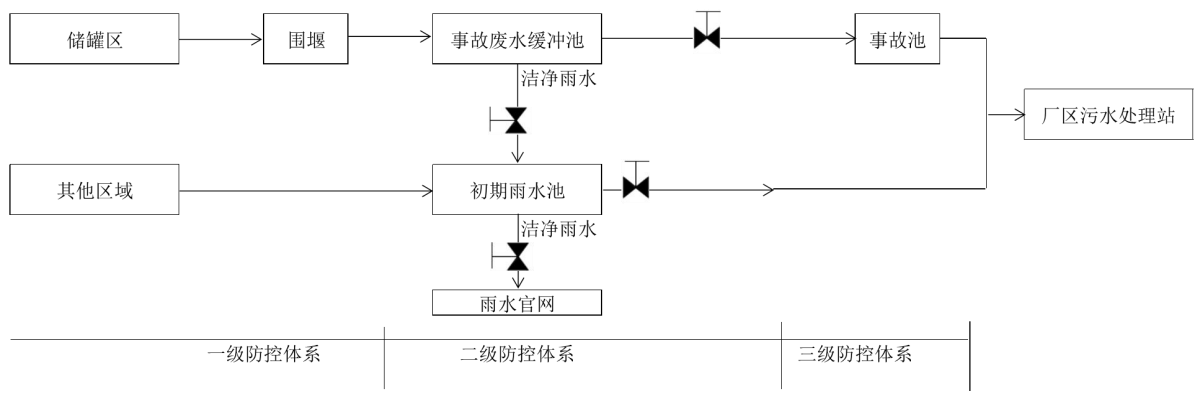 储罐区
围堰
事故废水缓冲池
事故池
洁净雨水
厂区污水处理站
其他区域
初期雨水池
洁净雨水
雨水官网
一级防控体系
二级防控体系
三级防控体系